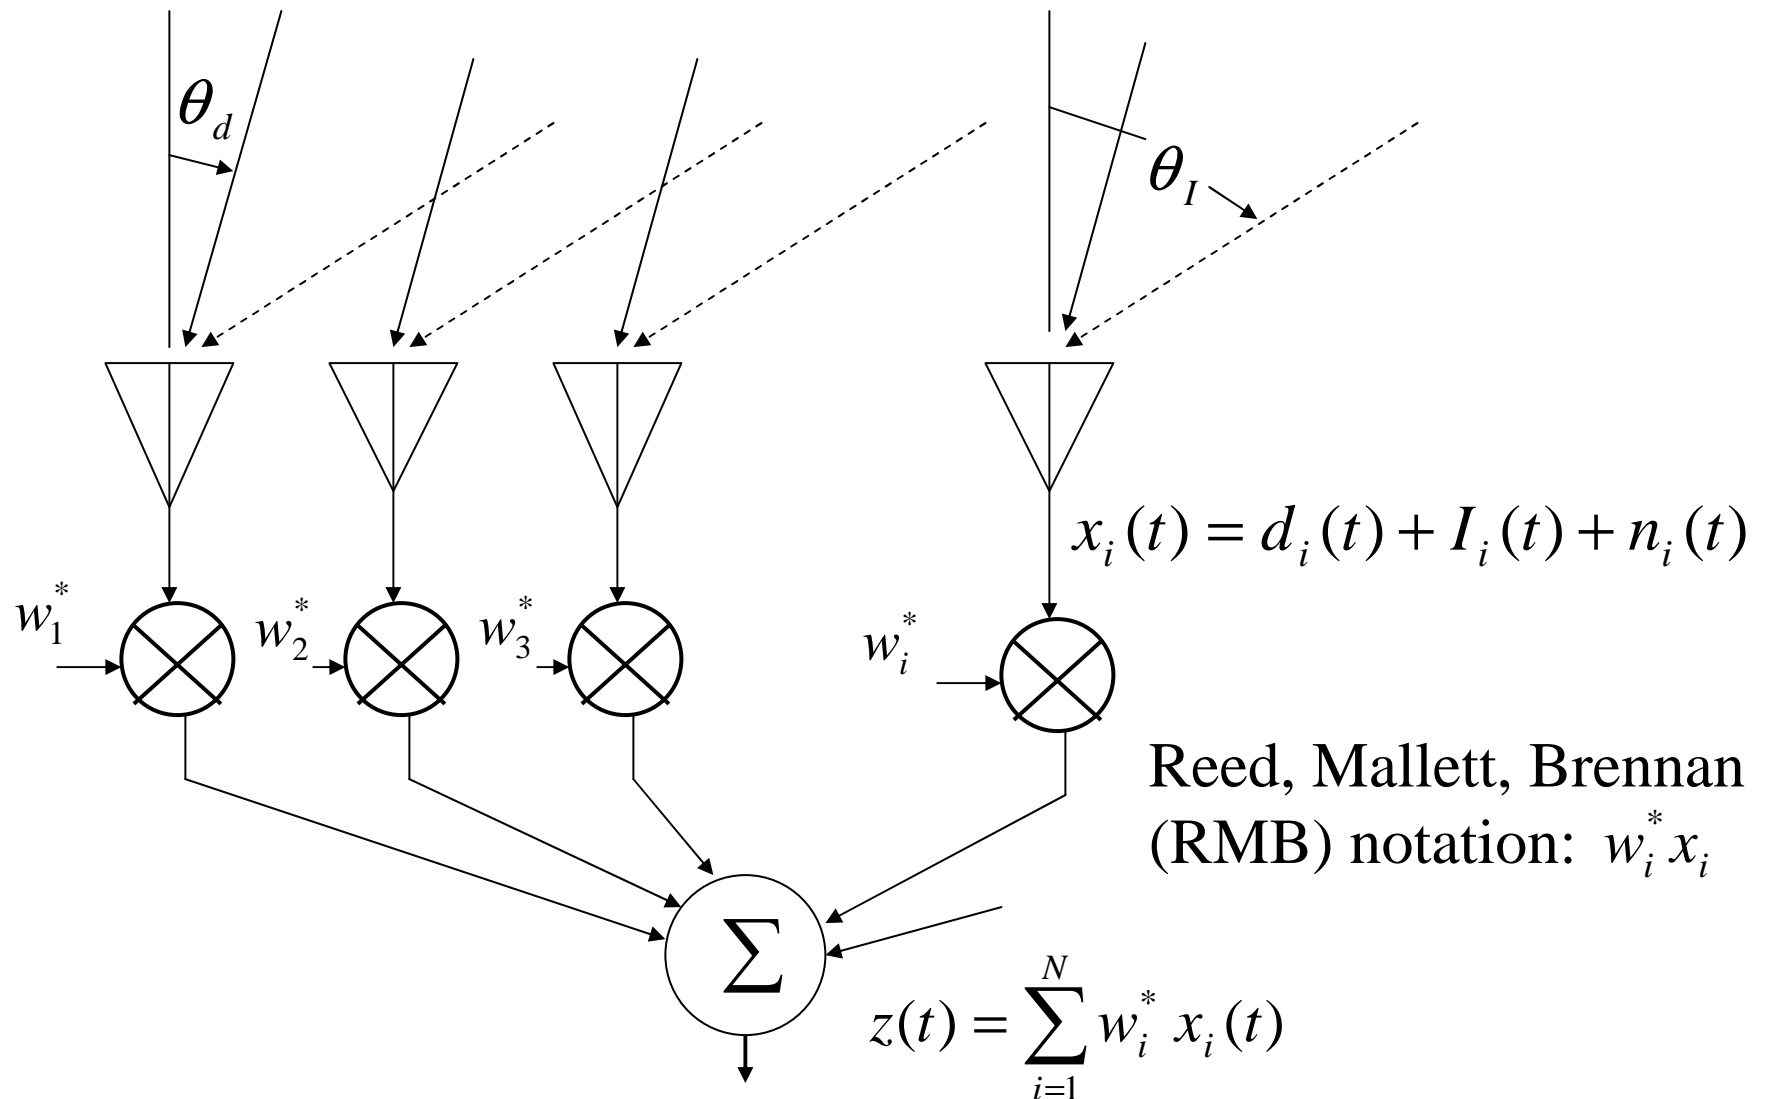 θ_d
θ_I
x_i(t) = d_i(t) + I_i(t) + n_i(t)
w_1^*
w_2^*
w_3^*
w_i^*
Reed, Mallett, Brennan
(RMB) notation: w_i^* x_i
∑
z(t) = ∑_{i=1}^{N} w_i^* x_i(t)